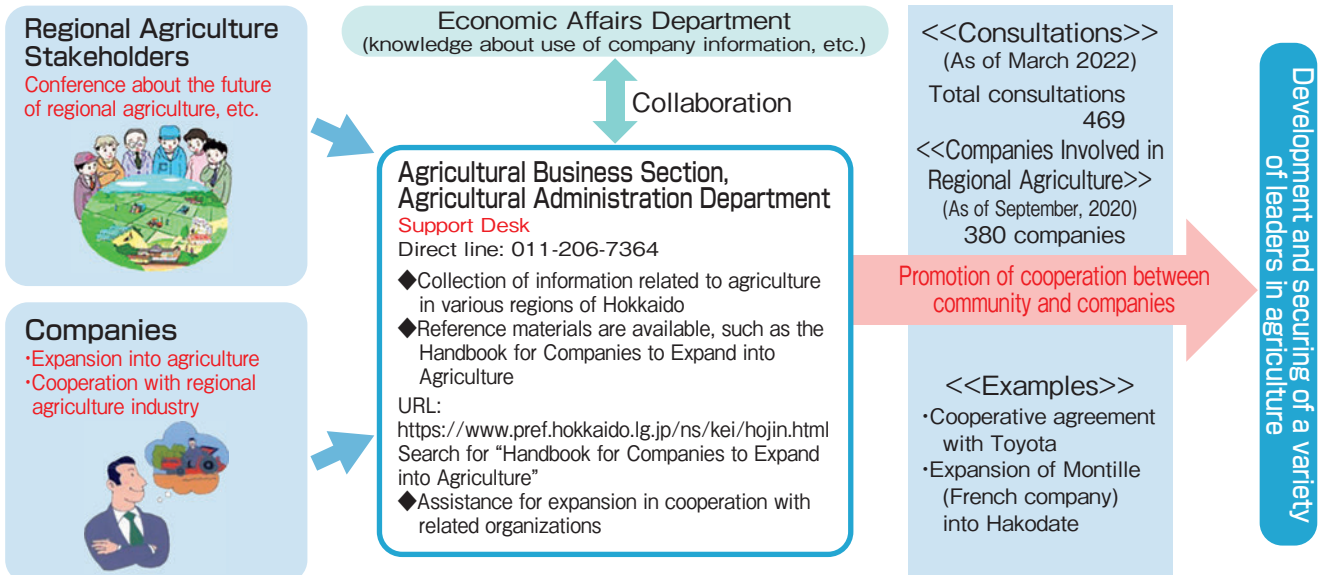 Regional Agriculture
Stakeholders
Conference about the future
of regional agriculture, etc.
Companies
・Expansion into agriculture
・Cooperation with regional
agriculture industry
Economic Affairs Department
(knowledge about use of company information, etc.)
Collaboration
Agricultural Business Section,
Agricultural Administration Department
Support Desk
Direct line: 011-206-7364
◆Collection of information related to agriculture
in various regions of Hokkaido
◆Reference materials are available, such as the
Handbook for Companies to Expand into
Agriculture
URL:
https://www.pref.hokkaido.lg.jp/ns/kei/hojin.html
Search for “Handbook for Companies to Expand
into Agriculture”
◆Assistance for expansion in cooperation with
related organizations
<<Consultations>>
(As of March 2022)
Total consultations
469
<<Companies Involved in
Regional Agriculture>>
(As of September, 2020)
380 companies
Promotion of cooperation between
community and companies
<<Examples>>
・Cooperative agreement
with Toyota
・Expansion of Montille
(French company)
into Hakodate
Development and securing of a variety
of leaders in agriculture